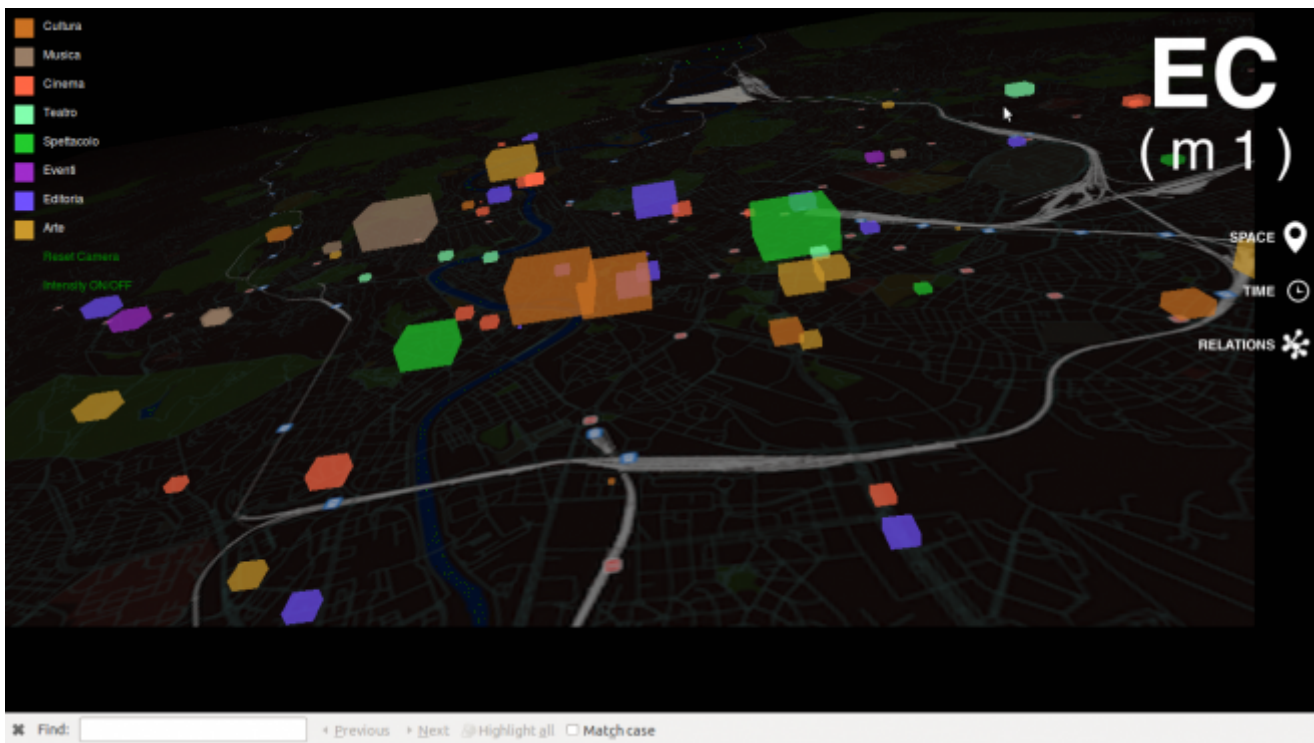 Cultura
Musica
Cinema
Teatro
Spettacolo
Eventi
Editoria
Arte
Reset Camera
Intensity ON/OFF
EC
( m 1 )
SPACE
TIME
RELATIONS
Find:
Previous
Next
Highlight all
Match case